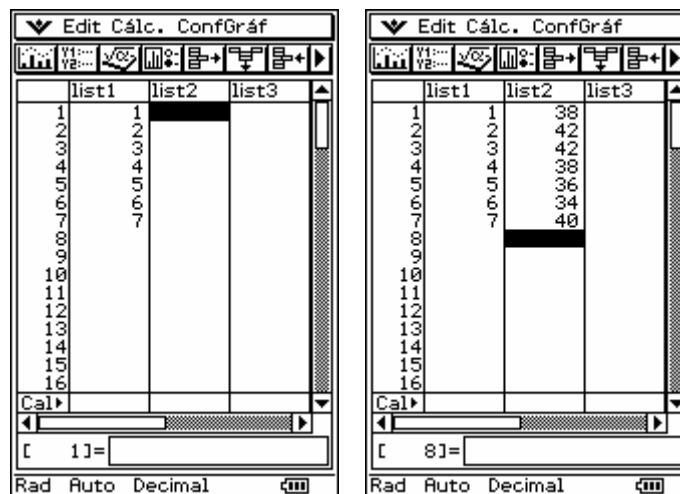 Edit Cálc. ConfGráf
list1 list2 list3
1 1
2 2
3 3
4 4
5 5
6 6
7 7
8
9
10
11
12
13
14
15
16
Cal
[ 1]=
Rad Auto Decimal
Edit Cálc. ConfGráf
list1 list2 list3
1 1 38
2 2 42
3 3 42
4 4 38
5 5 36
6 6 34
7 7 40
8
9
10
11
12
13
14
15
16
Cal
[ 8]=
Rad Auto Decimal